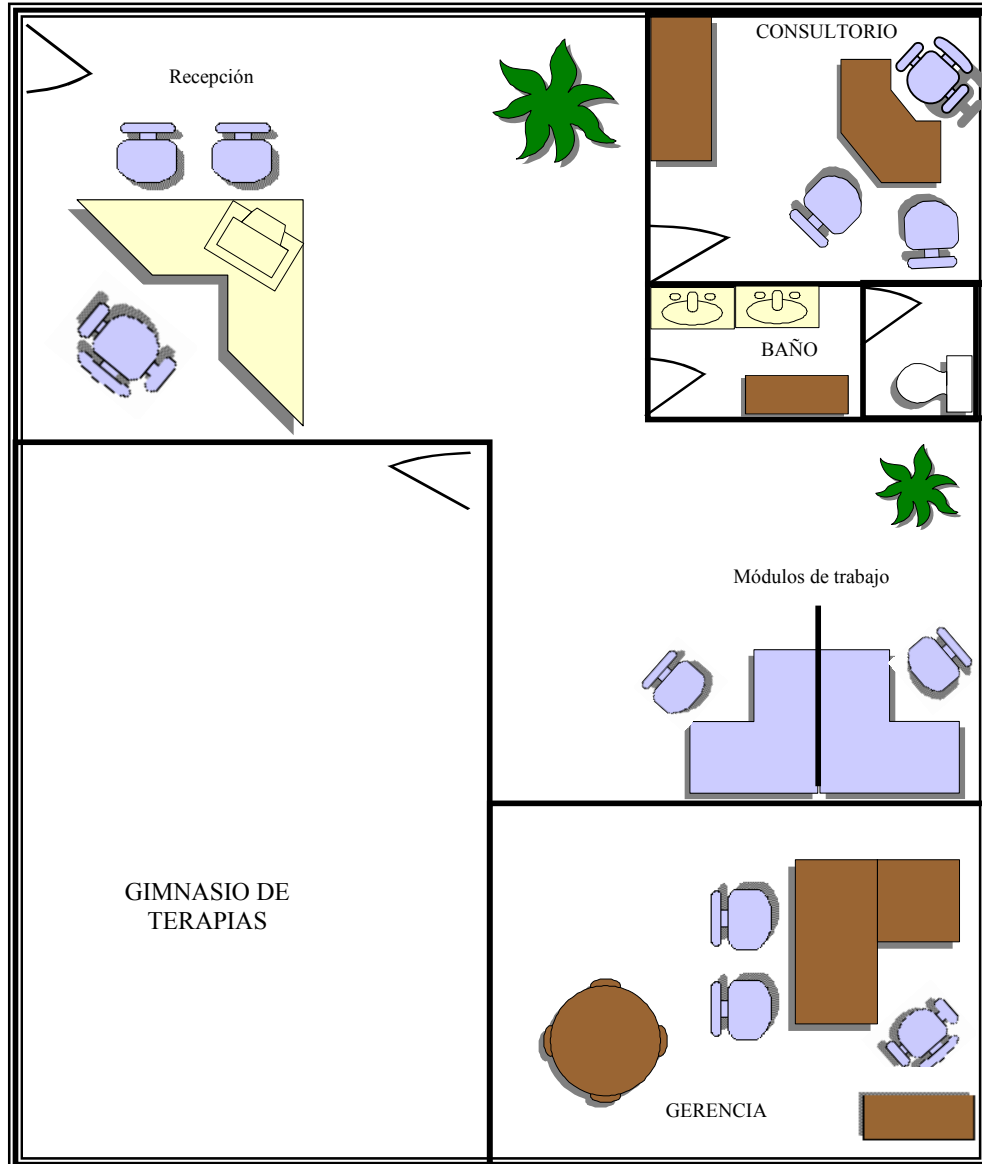 CONSULTORIO
Recepción
BAÑO
Módulos de trabajo
GIMNASIO DE
TERAPIAS
GERENCIA